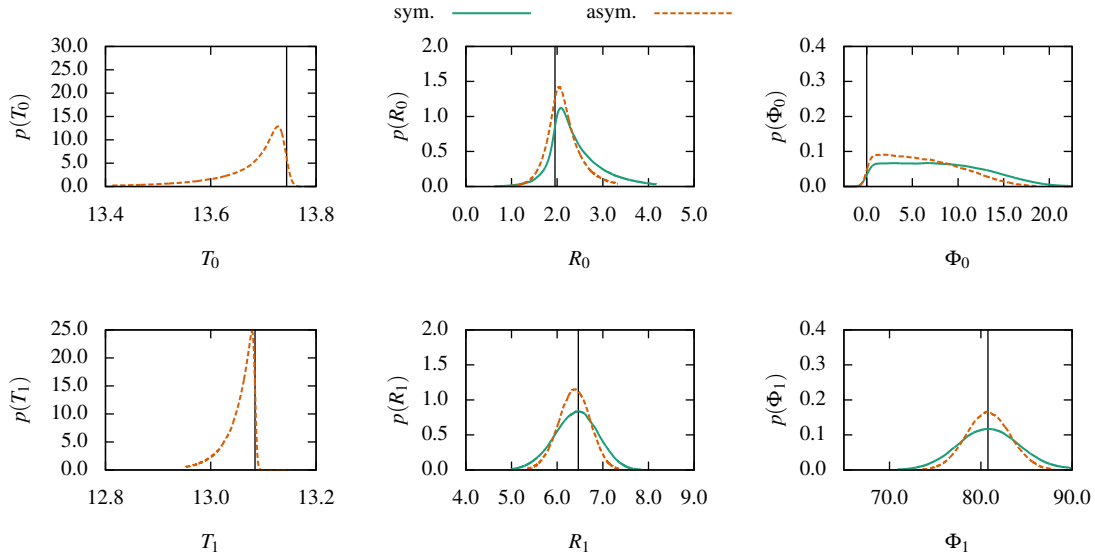 sym. asym.
30.0
25.0
20.0
15.0
10.0
5.0
0.0
p(T₀)
13.4 13.6 13.8
T₀
2.0
1.5
1.0
0.5
0.0
p(R₀)
0.0 1.0 2.0 3.0 4.0 5.0
R₀
0.4
0.3
0.2
0.1
0.0
p(Φ₀)
0.0 5.0 10.0 15.0 20.0
Φ₀
25.0
20.0
15.0
10.0
5.0
0.0
p(T₁)
12.8 13.0 13.2
T₁
2.0
1.5
1.0
0.5
0.0
p(R₁)
4.0 5.0 6.0 7.0 8.0 9.0
R₁
0.4
0.3
0.2
0.1
0.0
p(Φ₁)
70.0 80.0 90.0
Φ₁